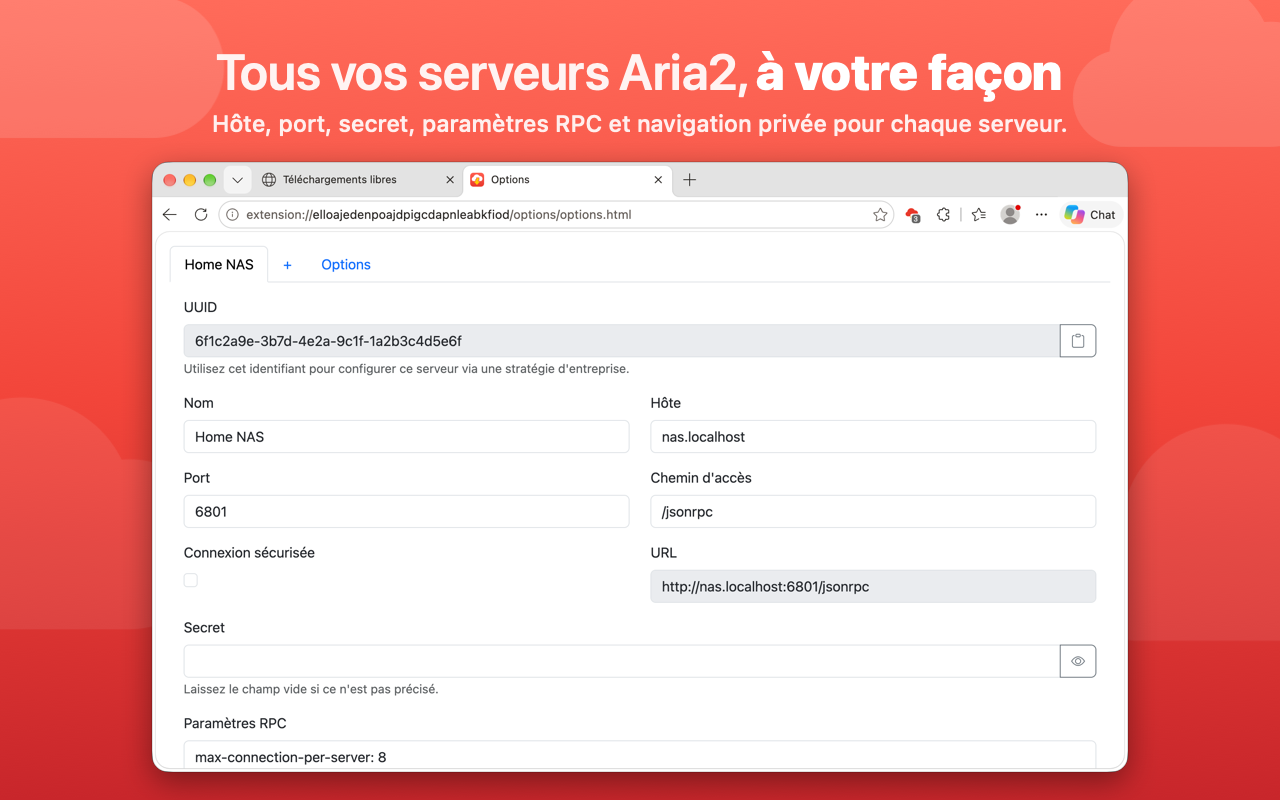 Tous vos serveurs Aria2, à votre façon
Hôte, port, secret, paramètres RPC et navigation privée pour chaque serveur.
Téléchargements libres
Options
extension://elloajedenpoajdpigcdapnleabkfiod/options/options.html
3
Chat
Home NAS
+
Options
UUID
6f1c2a9e-3b7d-4e2a-9c1f-1a2b3c4d5e6f
Utilisez cet identifiant pour configurer ce serveur via une stratégie d'entreprise.
Nom
Hôte
Home NAS
nas.localhost
Port
Chemin d'accès
6801
/jsonrpc
Connexion sécurisée
URL
http://nas.localhost:6801/jsonrpc
Secret
Laissez le champ vide si ce n'est pas précisé.
Paramètres RPC
max-connection-per-server: 8